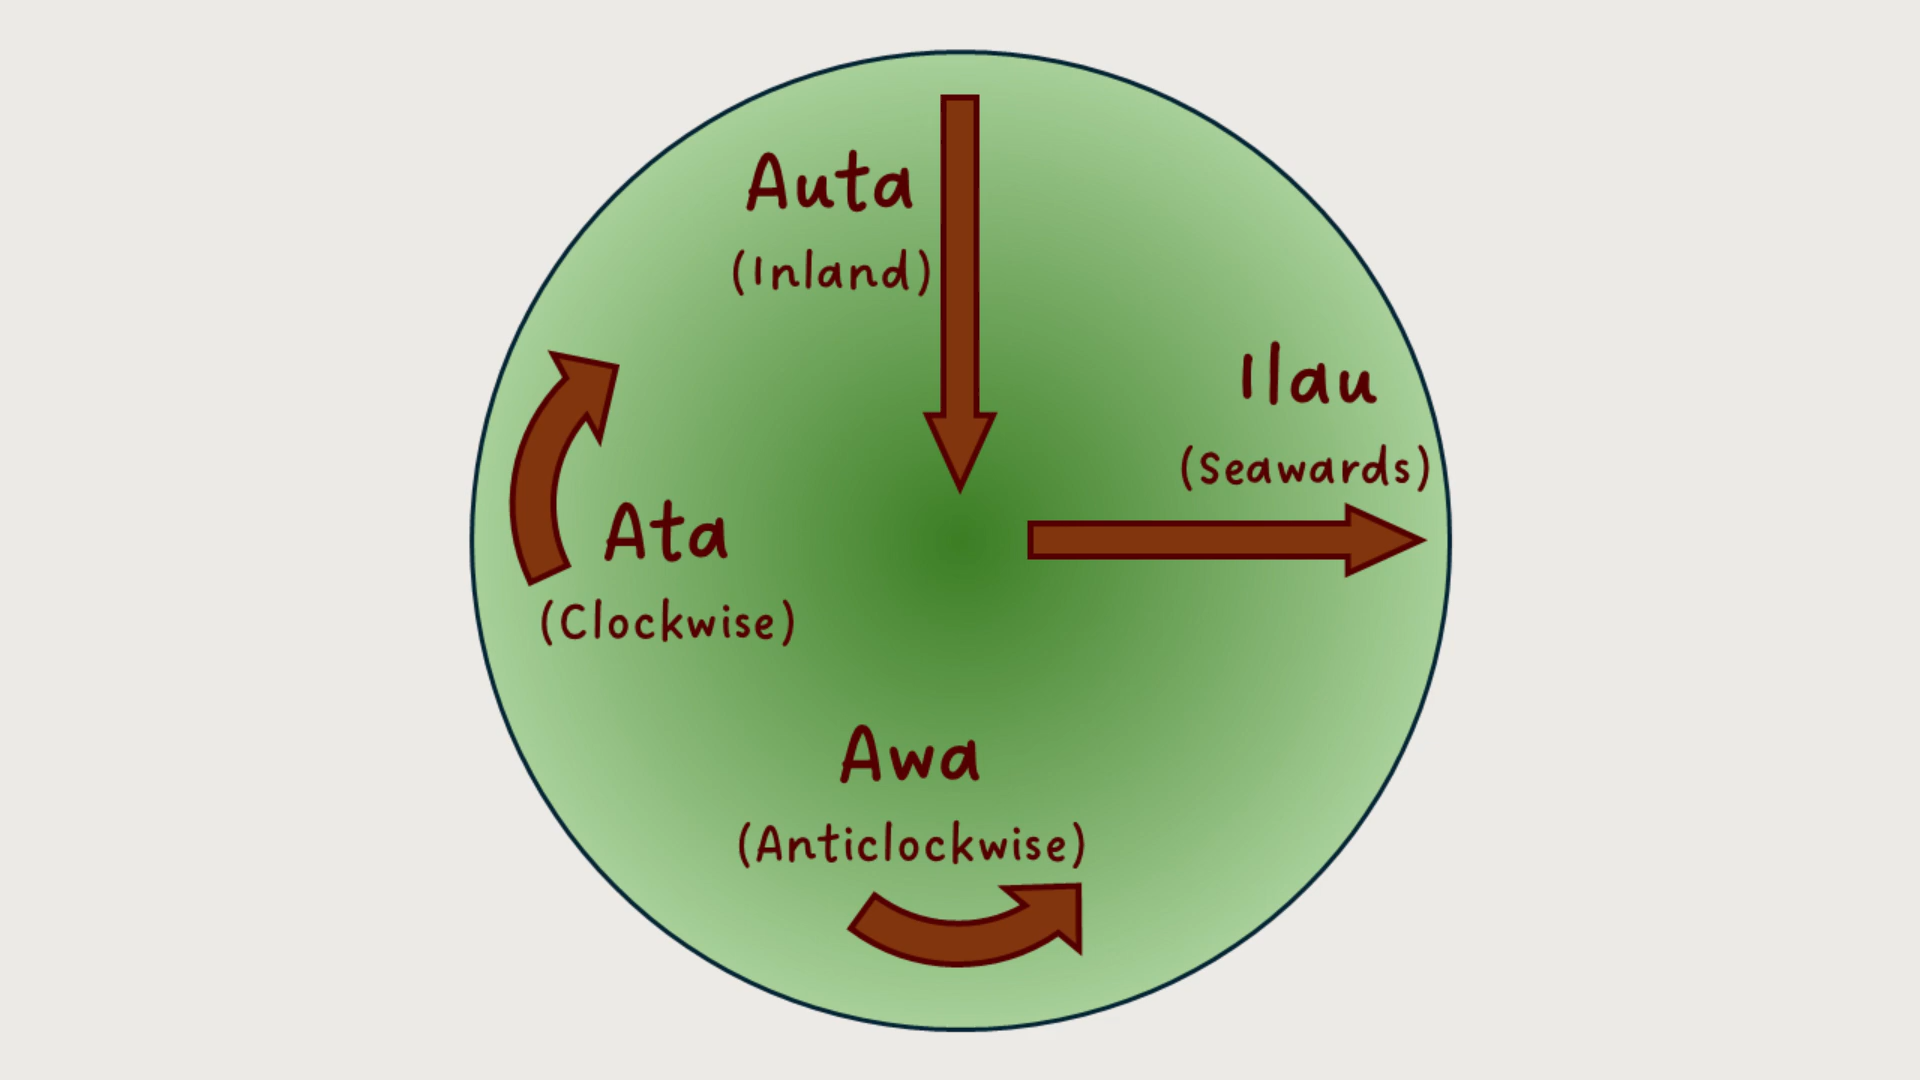 Auta
(Inland)
Ilau
(Seawards)
Ata
(Clockwise)
Awa
(Anticlockwise)